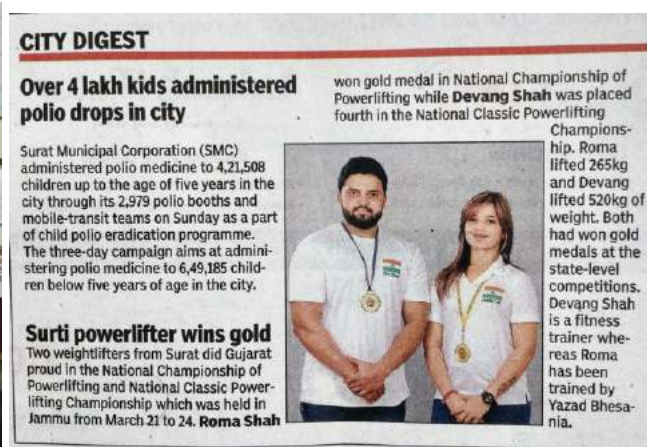 CITY DIGEST
Over 4 lakh kids administered
polio drops in city
Surat Municipal Corporation (SMC)
administered polio medicine to 4,21,508
children up to the age of five years in the
city through its 2,979 polio booths and
mobile-transit teams on Sunday as a part
of child polio eradication programme.
The three-day campaign aims at admini-
stering polio medicine to 6,49,185 child-
ren below five years of age in the city.
Surti powerlifter wins gold
Two weightlifters from Surat did Gujarat
proud in the National Championship of
Powerlifting and National Classic Power-
lifting Championship which was held in
Jammu from March 21 to 24. Roma Shah
won gold medal in National Championship of
Powerlifting while Devang Shah was placed
fourth in the National Classic Powerlifting
Champions-
hip. Roma
lifted 265kg
and Devang
lifted 520kg of
weight. Both
had won gold
medals at the
state-level
competitions.
Devang Shah
is a fitness
trainer whe-
reas Roma
has been
trained by
Yazad Bhesa-
nia.